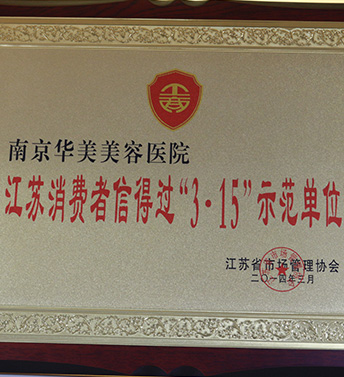 南京华美美容医院
江苏消费者信得过“3·15”示范单位
江苏省市场管理协会
二〇一四年三月